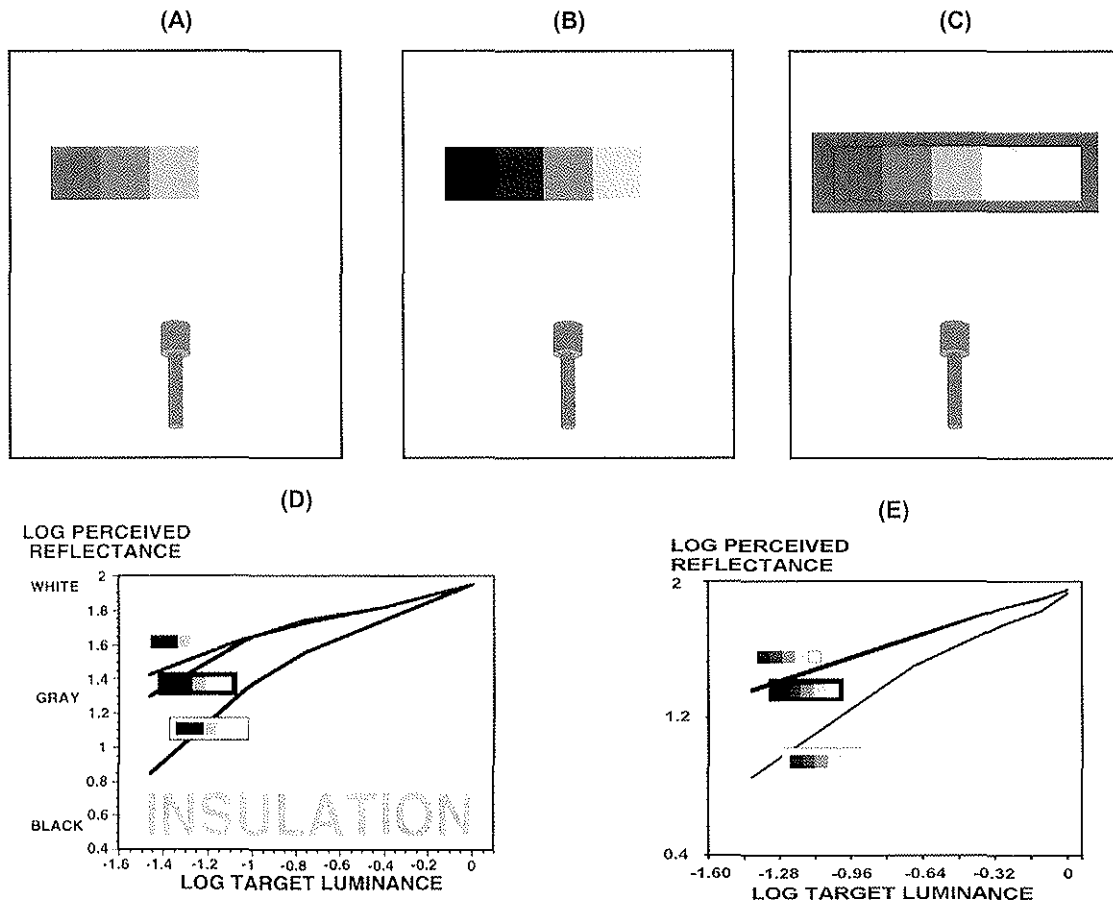 (A)
(B)
(C)
(D)
LOG PERCEIVED
REFLECTANCE
WHITE
GRAY
BLACK
2
1.8
1.6
1.4
1.2
1
0.8
0.6
0.4
INSULATION
-1.6 -1.4 -1.2 -1 -0.8 -0.6 -0.4 -0.2 0
LOG TARGET LUMINANCE
(E)
LOG PERCEIVED
REFLECTANCE
2
1.2
0.4
-1.60 -1.28 -0.96 -0.64 -0.32 0
LOG TARGET LUMINANCE